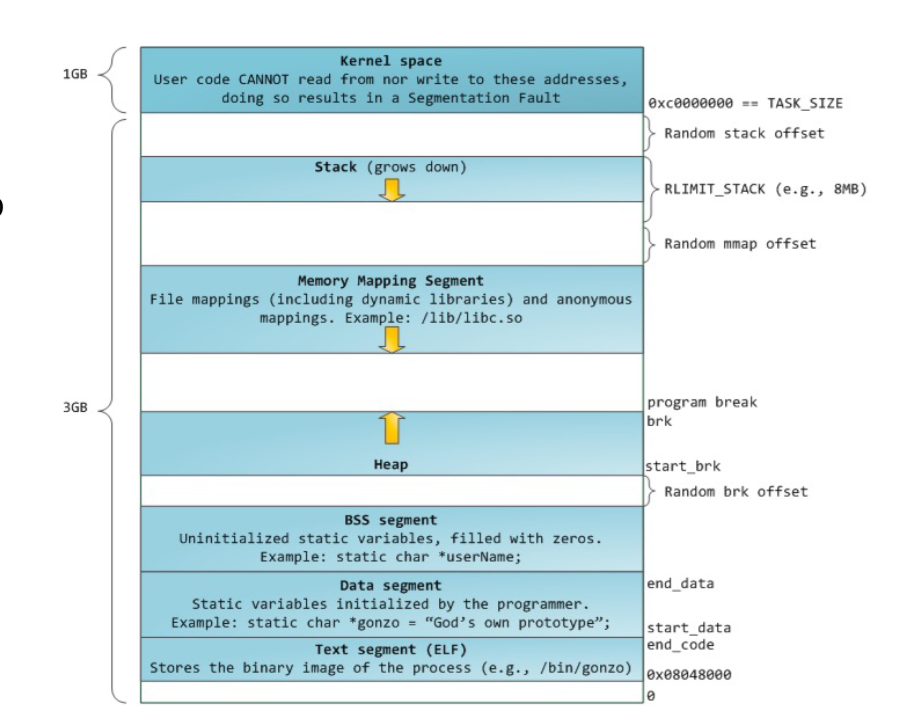 1GB
Kernel space
User code CANNOT read from nor write to these addresses,
doing so results in a Segmentation Fault
0xc0000000 == TASK_SIZE
Random stack offset
Stack (grows down)
RLIMIT_STACK (e.g., 8MB)
Random mmap offset
Memory Mapping Segment
File mappings (including dynamic libraries) and anonymous
mappings. Example: /lib/libc.so
3GB
program break
brk
Heap
start_brk
Random brk offset
BSS segment
Uninitialized static variables, filled with zeros.
Example: static char *userName;
Data segment
Static variables initialized by the programmer.
Example: static char *gonzo = “God’s own prototype”;
end_data
start_data
end_code
Text segment (ELF)
Stores the binary image of the process (e.g., /bin/gonzo)
0x08048000
0